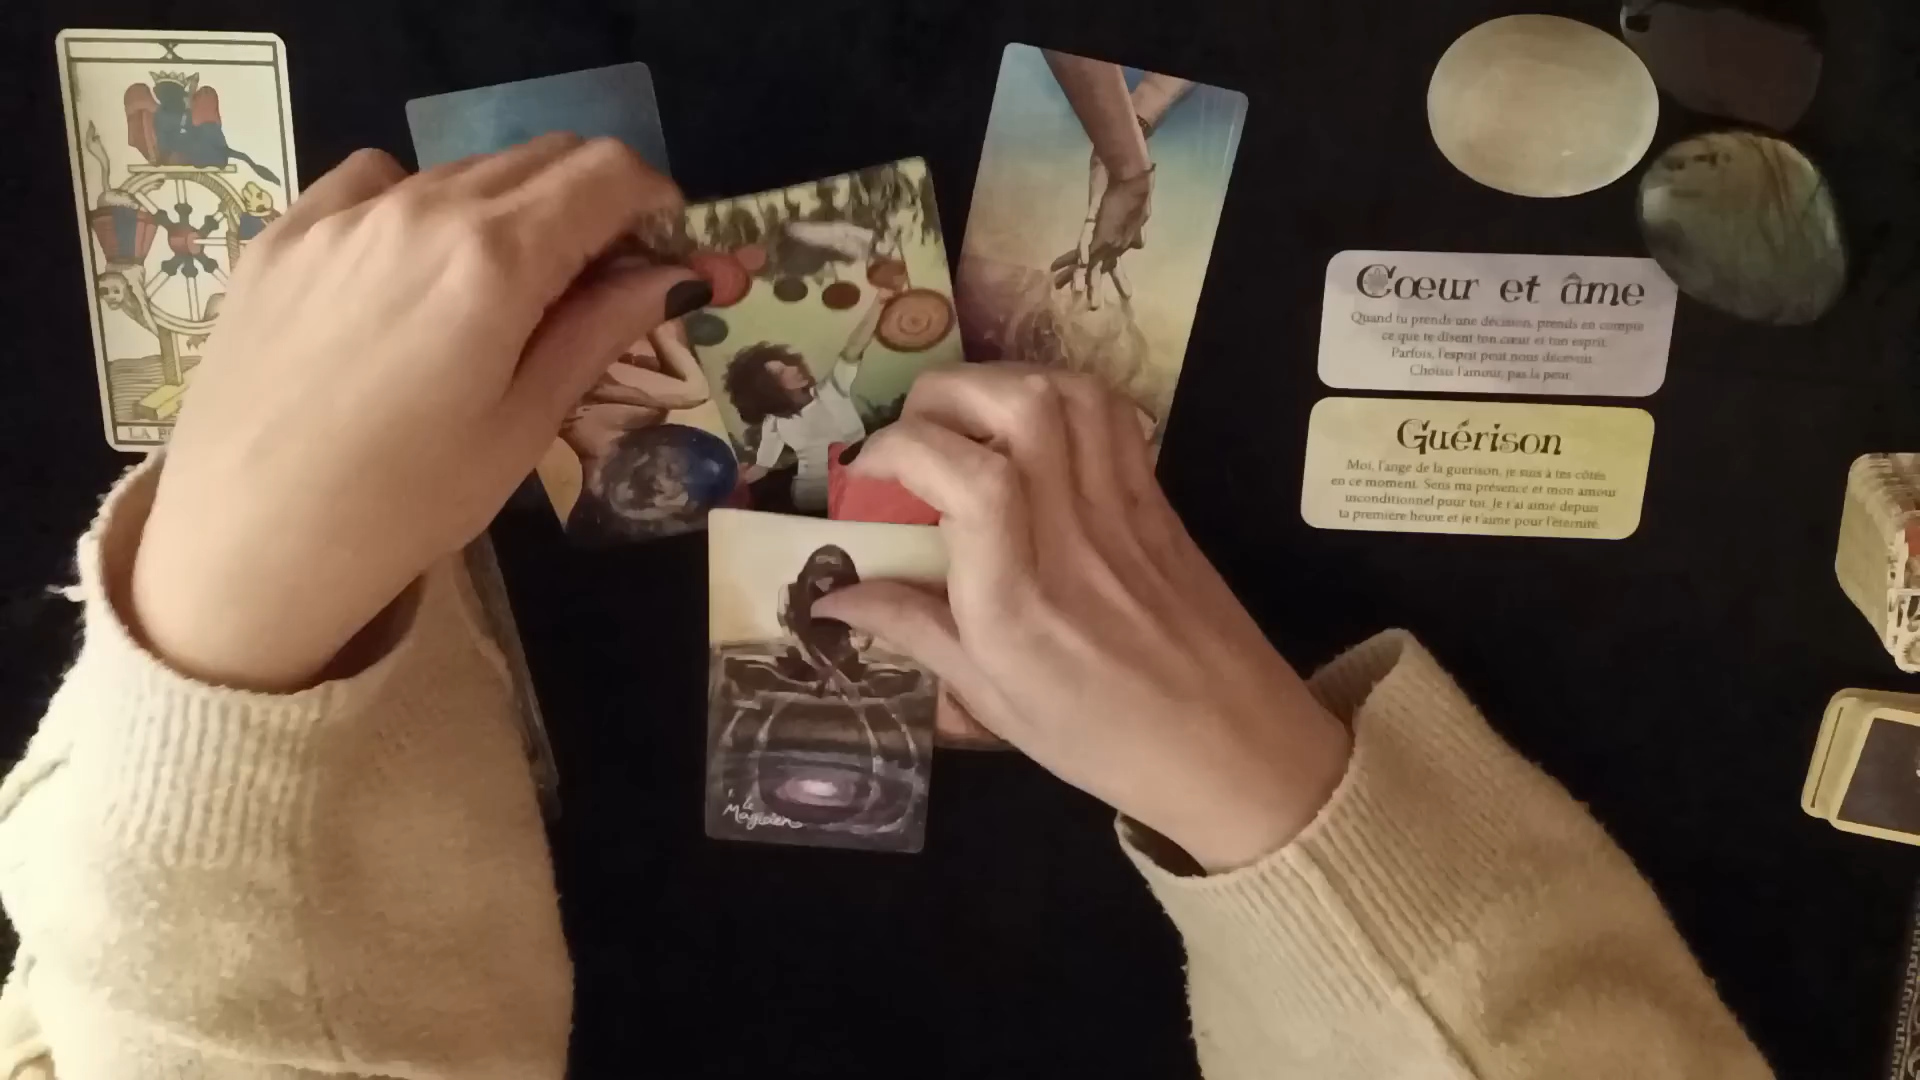 X
LA
Cœur et âme
Quand tu prends une décision, prends en compte
ce que te disent ton cœur et ton esprit.
Parfois, l'esprit peut nous décevoir.
Choisis l'amour, pas la peur.
Guérison
Moi, l'ange de la guérison, je suis à tes côtés
en ce moment. Sens ma présence et mon amour
inconditionnel pour toi. Je t'ai aimé depuis
ta première heure et je t'aime pour l'éternité.
Le
Magicien